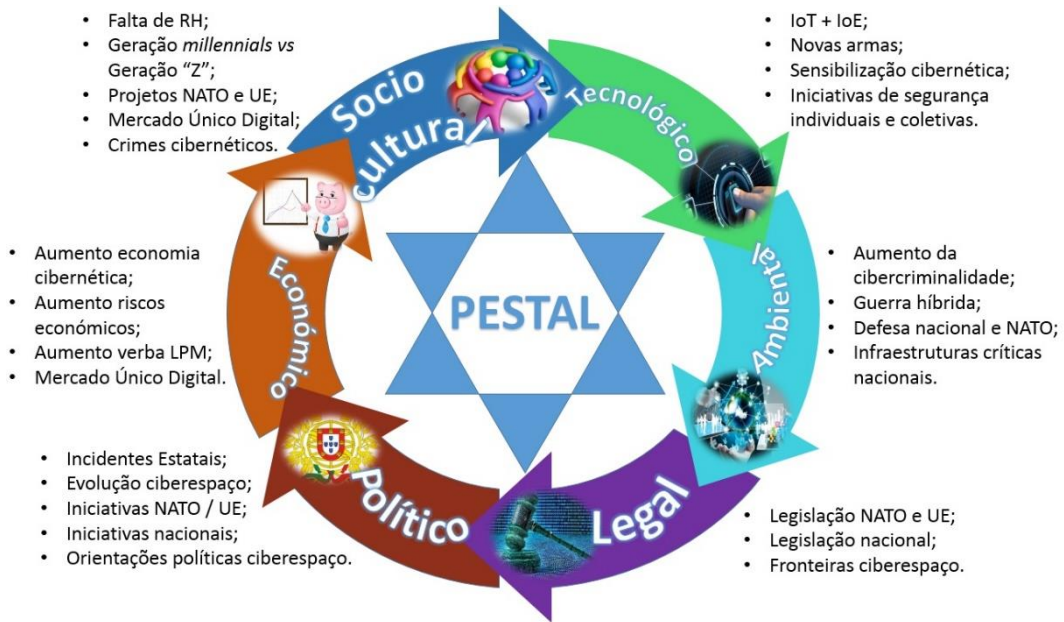 • Falta de RH;
• Geração millennials vs
Geração “Z”;
• Projetos NATO e UE;
• Mercado Único Digital;
• Crimes cibernéticos.
Socio
cultural
Tecnológico
• IoT + IoE;
• Novas armas;
• Sensibilização cibernética;
• Iniciativas de segurança
individuais e coletivas.
• Aumento economia
cibernética;
• Aumento riscos
económicos;
• Aumento verba LPM;
• Mercado Único Digital.
Económico
PESTAL
Ambiental
• Aumento da
cibercriminalidade;
• Guerra híbrida;
• Defesa nacional e NATO;
• Infraestruturas críticas
nacionais.
• Incidentes Estatais;
• Evolução ciberespaço;
• Iniciativas NATO / UE;
• Iniciativas nacionais;
• Orientações políticas ciberespaço.
Político
Legal
• Legislação NATO e UE;
• Legislação nacional;
• Fronteiras ciberespaço.